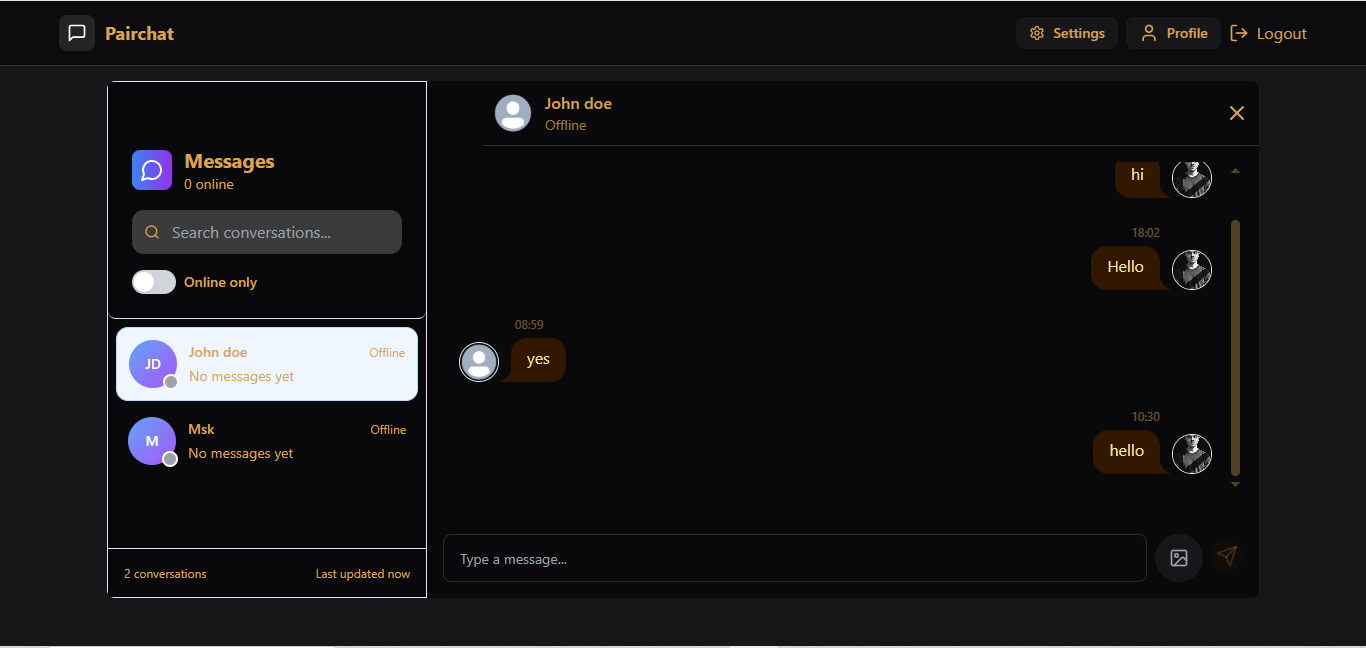 Pairchat
Settings
Profile
Logout
Messages
0 online
Search conversations...
Online only
JD
John doe
Offline
No messages yet
M
Msk
Offline
No messages yet
2 conversations
Last updated now
John doe
Offline
hi
18:02
Hello
08:59
yes
10:30
hello
Type a message...